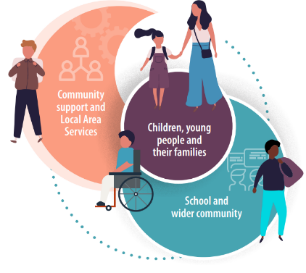 Community
support and
Local Area
Services
Children, young
people and
their families
School and
wider community